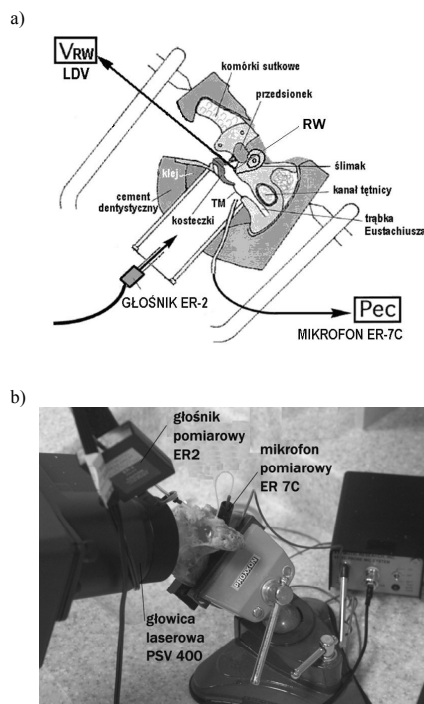 a)
VRW
LDV
komórki sutkowe
przedsionek
RW
ślimak
klej
cement
dentystyczny
kosteczki
TM
kanał tętnicy
trąbka
Eustachiusza
GŁOŚNIK ER-2
Pec
MIKROFON ER-7C
b)
głośnik
pomiarowy
ER2
mikrofon
pomiarowy
ER 7C
PROXXON
głowica
laserowa
PSV 400